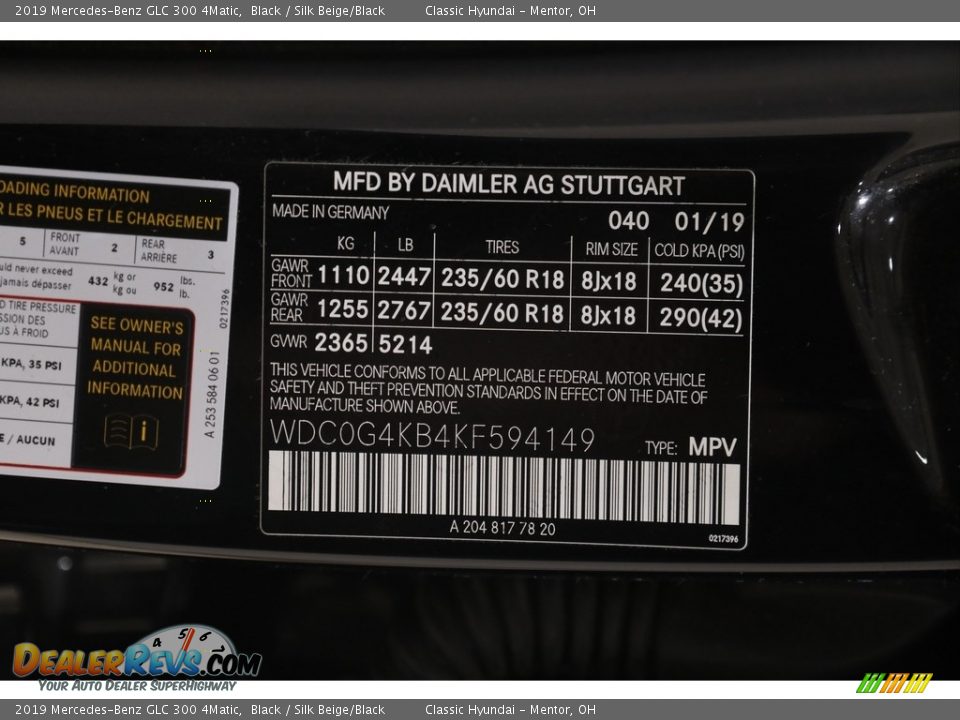 2019 Mercedes-Benz GLC 300 4Matic, Black / Silk Beige/Black Classic Hyundai - Mentor, OH
OADING INFORMATION
R LES PNEUS ET LE CHARGEMENT
5 FRONT AVANT 2 REAR ARRIÈRE 3
uld never exceed
jamais dépasser 432 kg or kg ou 952 lbs. lb.
D TIRE PRESSURE
SSION DES
US À FROID
KPA, 35 PSI
KPA, 42 PSI
E / AUCUN
SEE OWNER'S
MANUAL FOR
ADDITIONAL
INFORMATION
i
0217396
A 253 584 06 01
MFD BY DAIMLER AG STUTTGART
MADE IN GERMANY
040 01/19
KG LB TIRES RIM SIZE COLD KPA (PSI)
GAWR FRONT 1110 2447 235/60 R18 8Jx18 240(35)
GAWR REAR 1255 2767 235/60 R18 8Jx18 290(42)
GVWR 2365 5214
THIS VEHICLE CONFORMS TO ALL APPLICABLE FEDERAL MOTOR VEHICLE
SAFETY AND THEFT PREVENTION STANDARDS IN EFFECT ON THE DATE OF
MANUFACTURE SHOWN ABOVE.
WDC0G4KB4KF594149 TYPE: MPV
A 204 817 78 20
0217396
4 5 6 7
DEALERREVS.COM
YOUR AUTO DEALER SUPERHIGHWAY
2019 Mercedes-Benz GLC 300 4Matic, Black / Silk Beige/Black Classic Hyundai - Mentor, OH